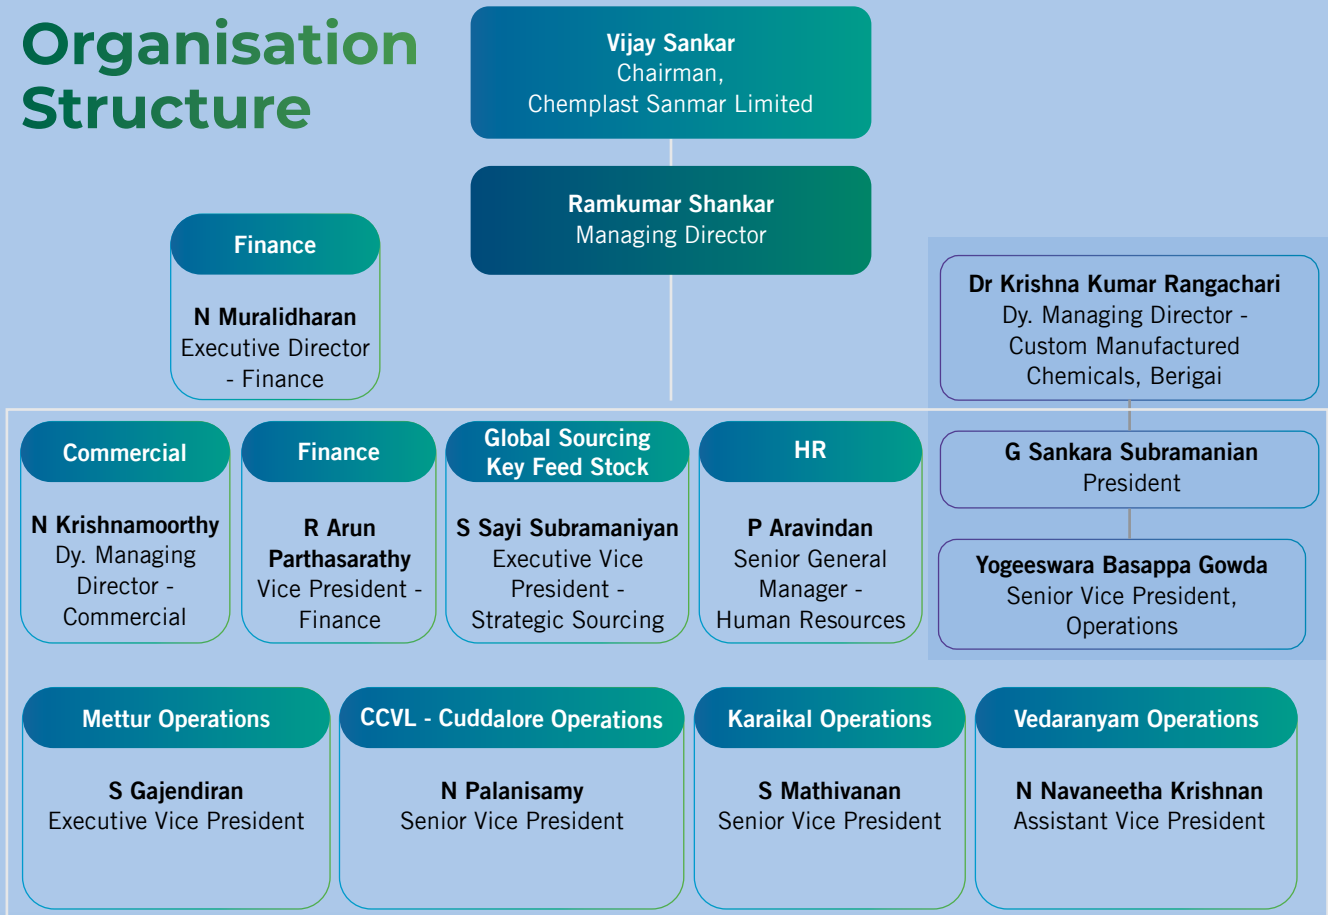 Organisation
Structure
Vijay Sankar
Chairman,
Chemplast Sanmar Limited
Ramkumar Shankar
Managing Director
Finance
N Muralidharan
Executive Director
- Finance
Dr Krishna Kumar Rangachari
Dy. Managing Director -
Custom Manufactured
Chemicals, Berigai
G Sankara Subramanian
President
Yogeeswara Basappa Gowda
Senior Vice President,
Operations
Commercial
N Krishnamoorthy
Dy. Managing
Director -
Commercial
Finance
R Arun
Parthasarathy
Vice President -
Finance
Global Sourcing
Key Feed Stock
S Sayi Subramaniyan
Executive Vice
President -
Strategic Sourcing
HR
P Aravindan
Senior General
Manager -
Human Resources
Mettur Operations
S Gajendiran
Executive Vice President
CCVL - Cuddalore Operations
N Palanisamy
Senior Vice President
Karaikal Operations
S Mathivanan
Senior Vice President
Vedaranyam Operations
N Navaneetha Krishnan
Assistant Vice President